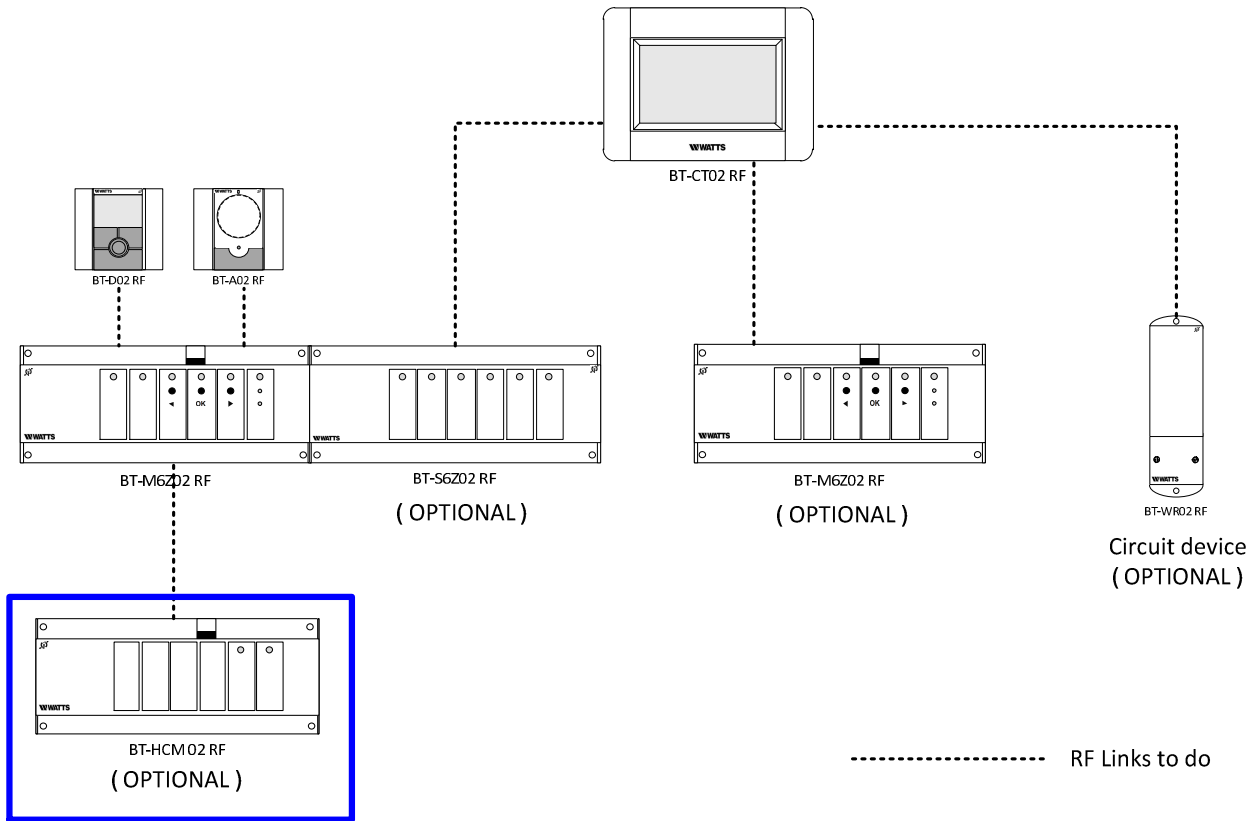 WATTS
BT-CT02 RF
WATTS
BT-D02 RF
WATTS
BT-A02 RF
OK
WATTS
BT-M6Z02 RF
WATTS
BT-S6Z02 RF
( OPTIONAL )
OK
WATTS
BT-M6Z02 RF
( OPTIONAL )
WATTS
BT-WR02 RF
Circuit device
( OPTIONAL )
WATTS
BT-HCM02 RF
( OPTIONAL )
RF Links to do